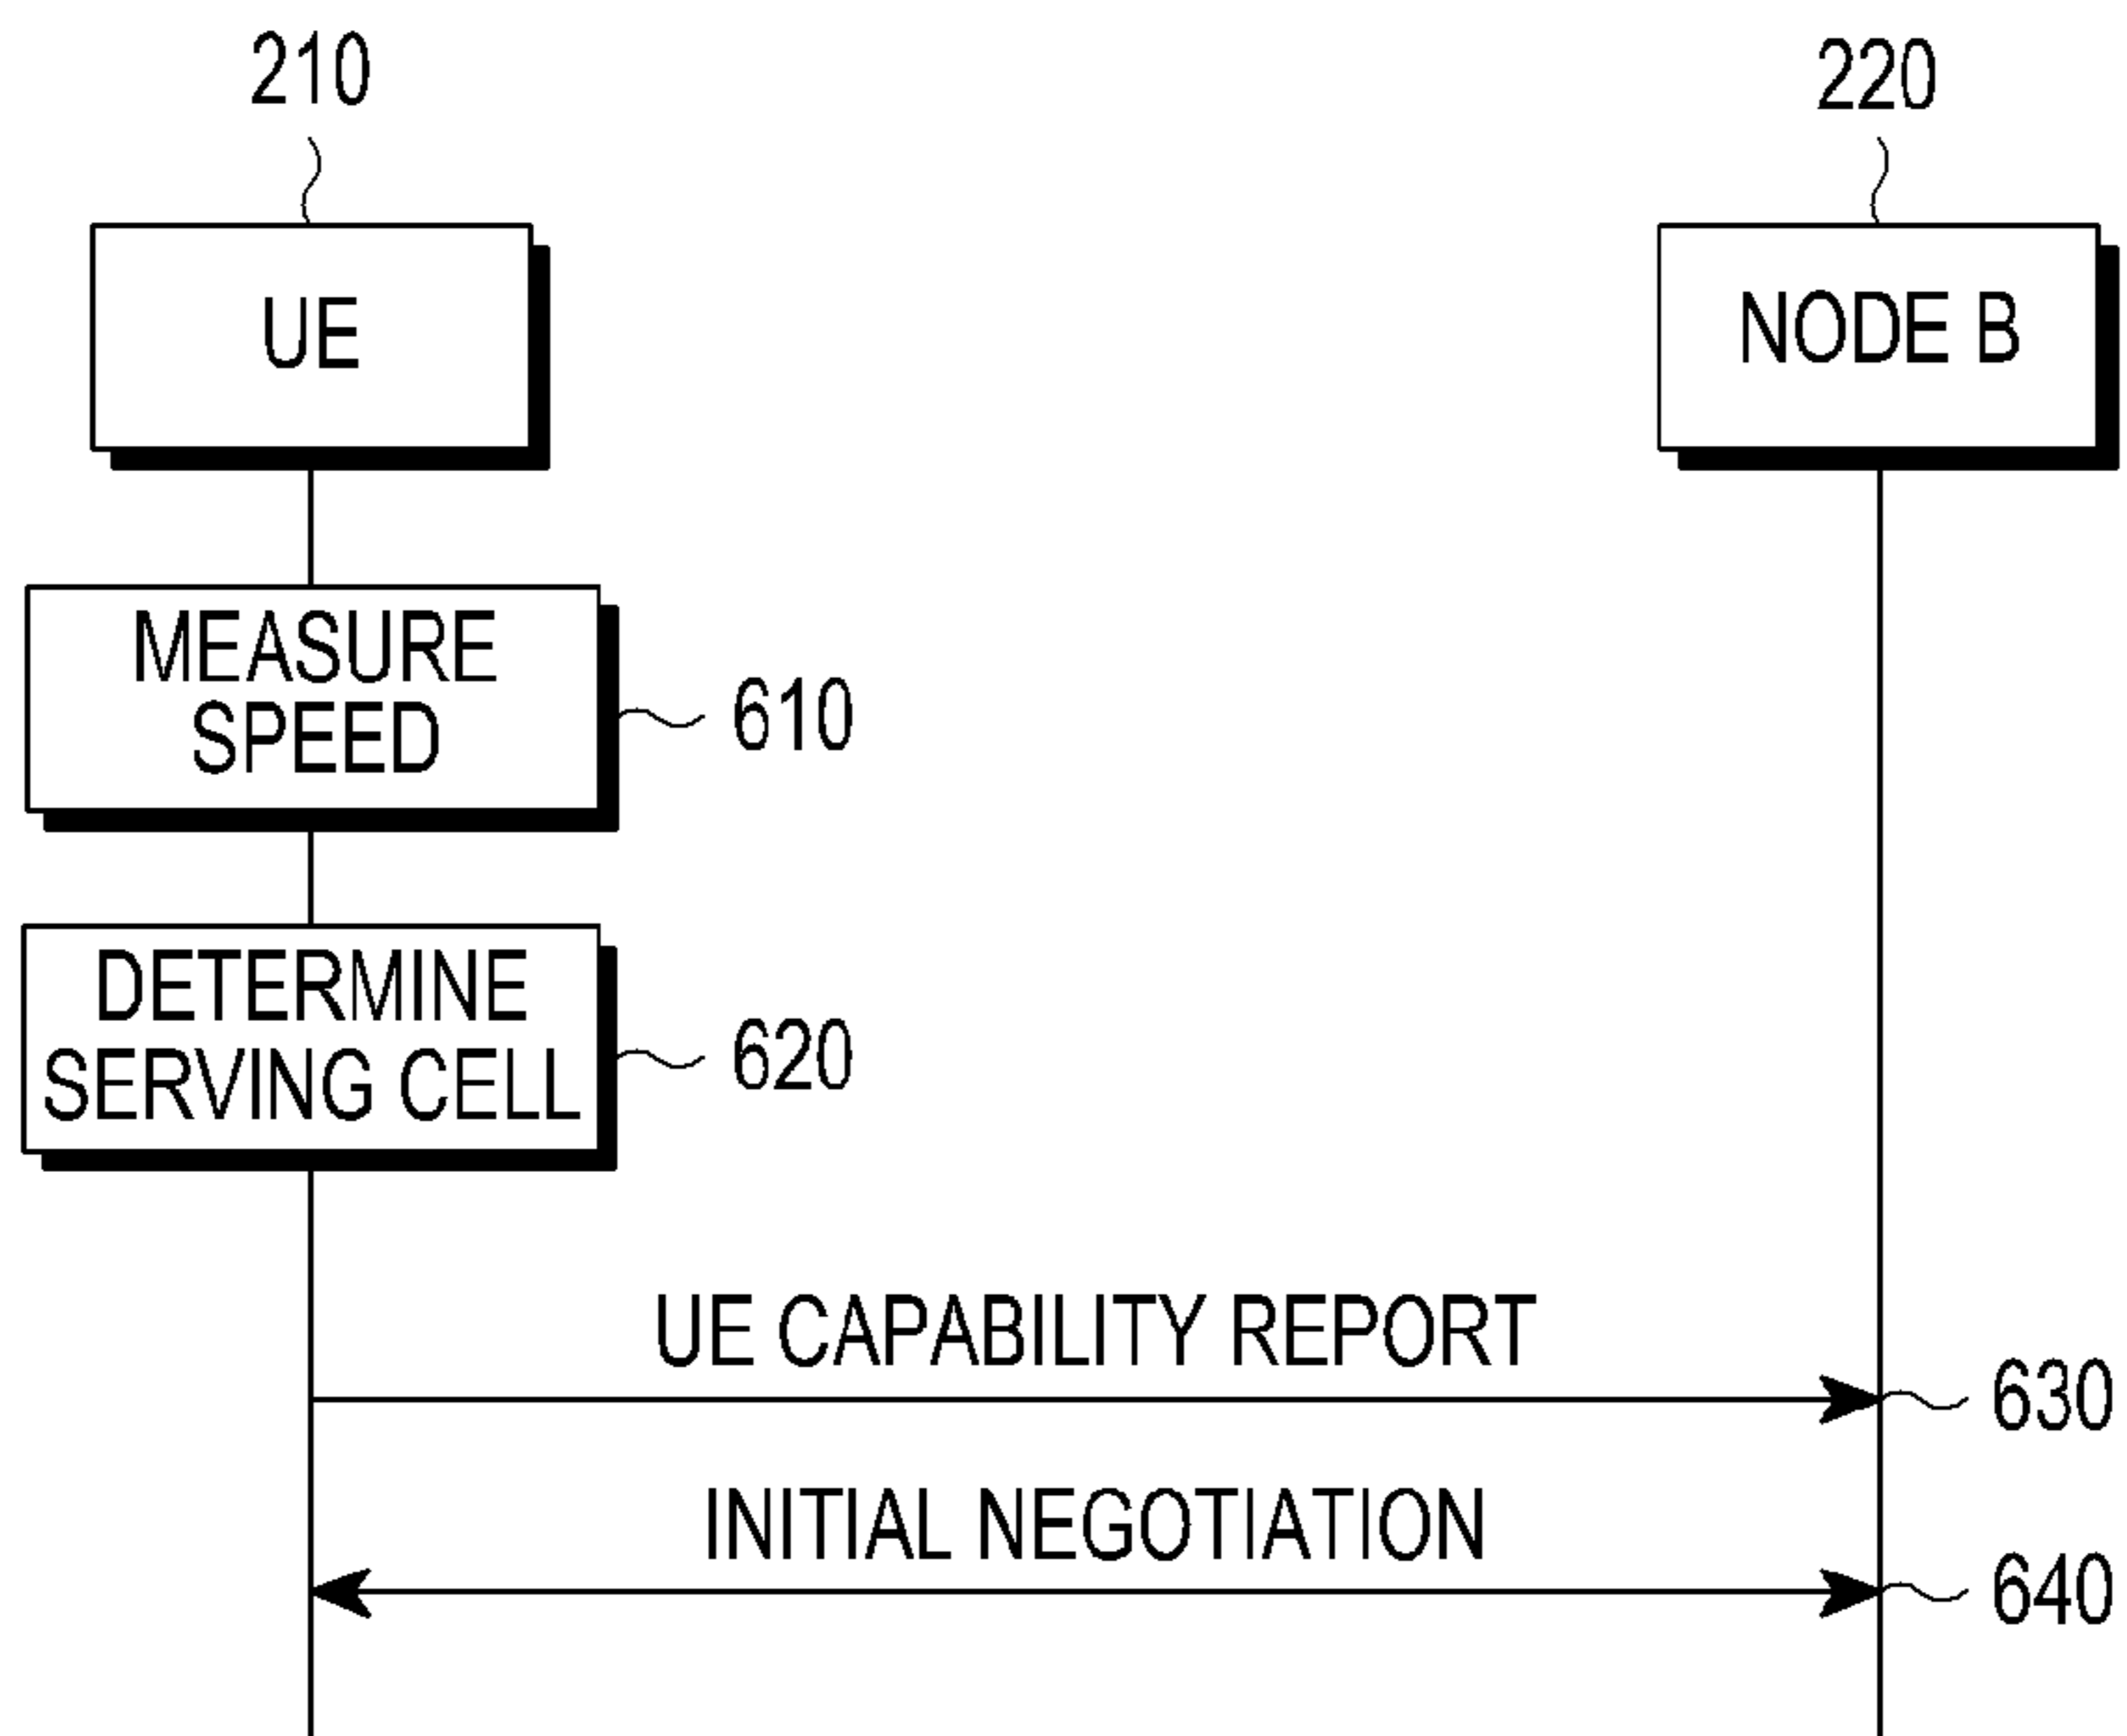 210
220
UE
NODE B
MEASURE
SPEED
610
DETERMINE
SERVING CELL
620
UE CAPABILITY REPORT
630
INITIAL NEGOTIATION
640